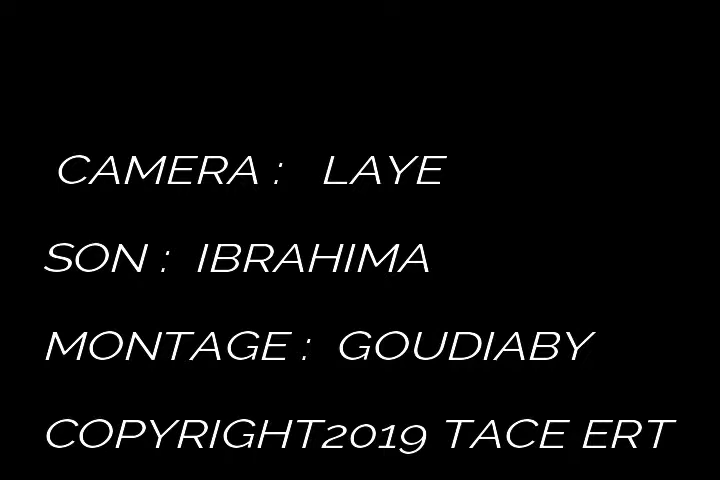 CAMERA : LAYE
SON : IBRAHIMA
MONTAGE : GOUDIABY
COPYRIGHT2019 TACE ERT